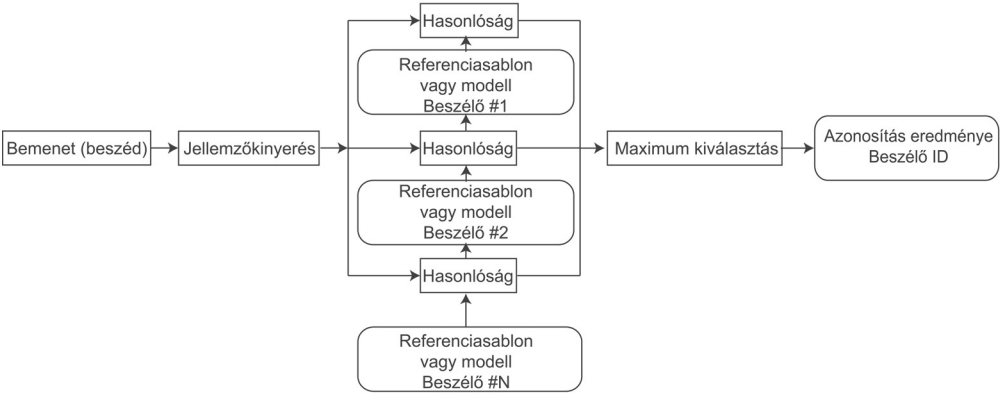 Bemenet (beszéd)
Jellemzőkinyerés
Hasonlóság
Referenciasablon
vagy modell
Beszélő #1
Hasonlóság
Referenciasablon
vagy modell
Beszélő #2
Hasonlóság
Referenciasablon
vagy modell
Beszélő #N
Maximum kiválasztás
Azonosítás eredménye
Beszélő ID